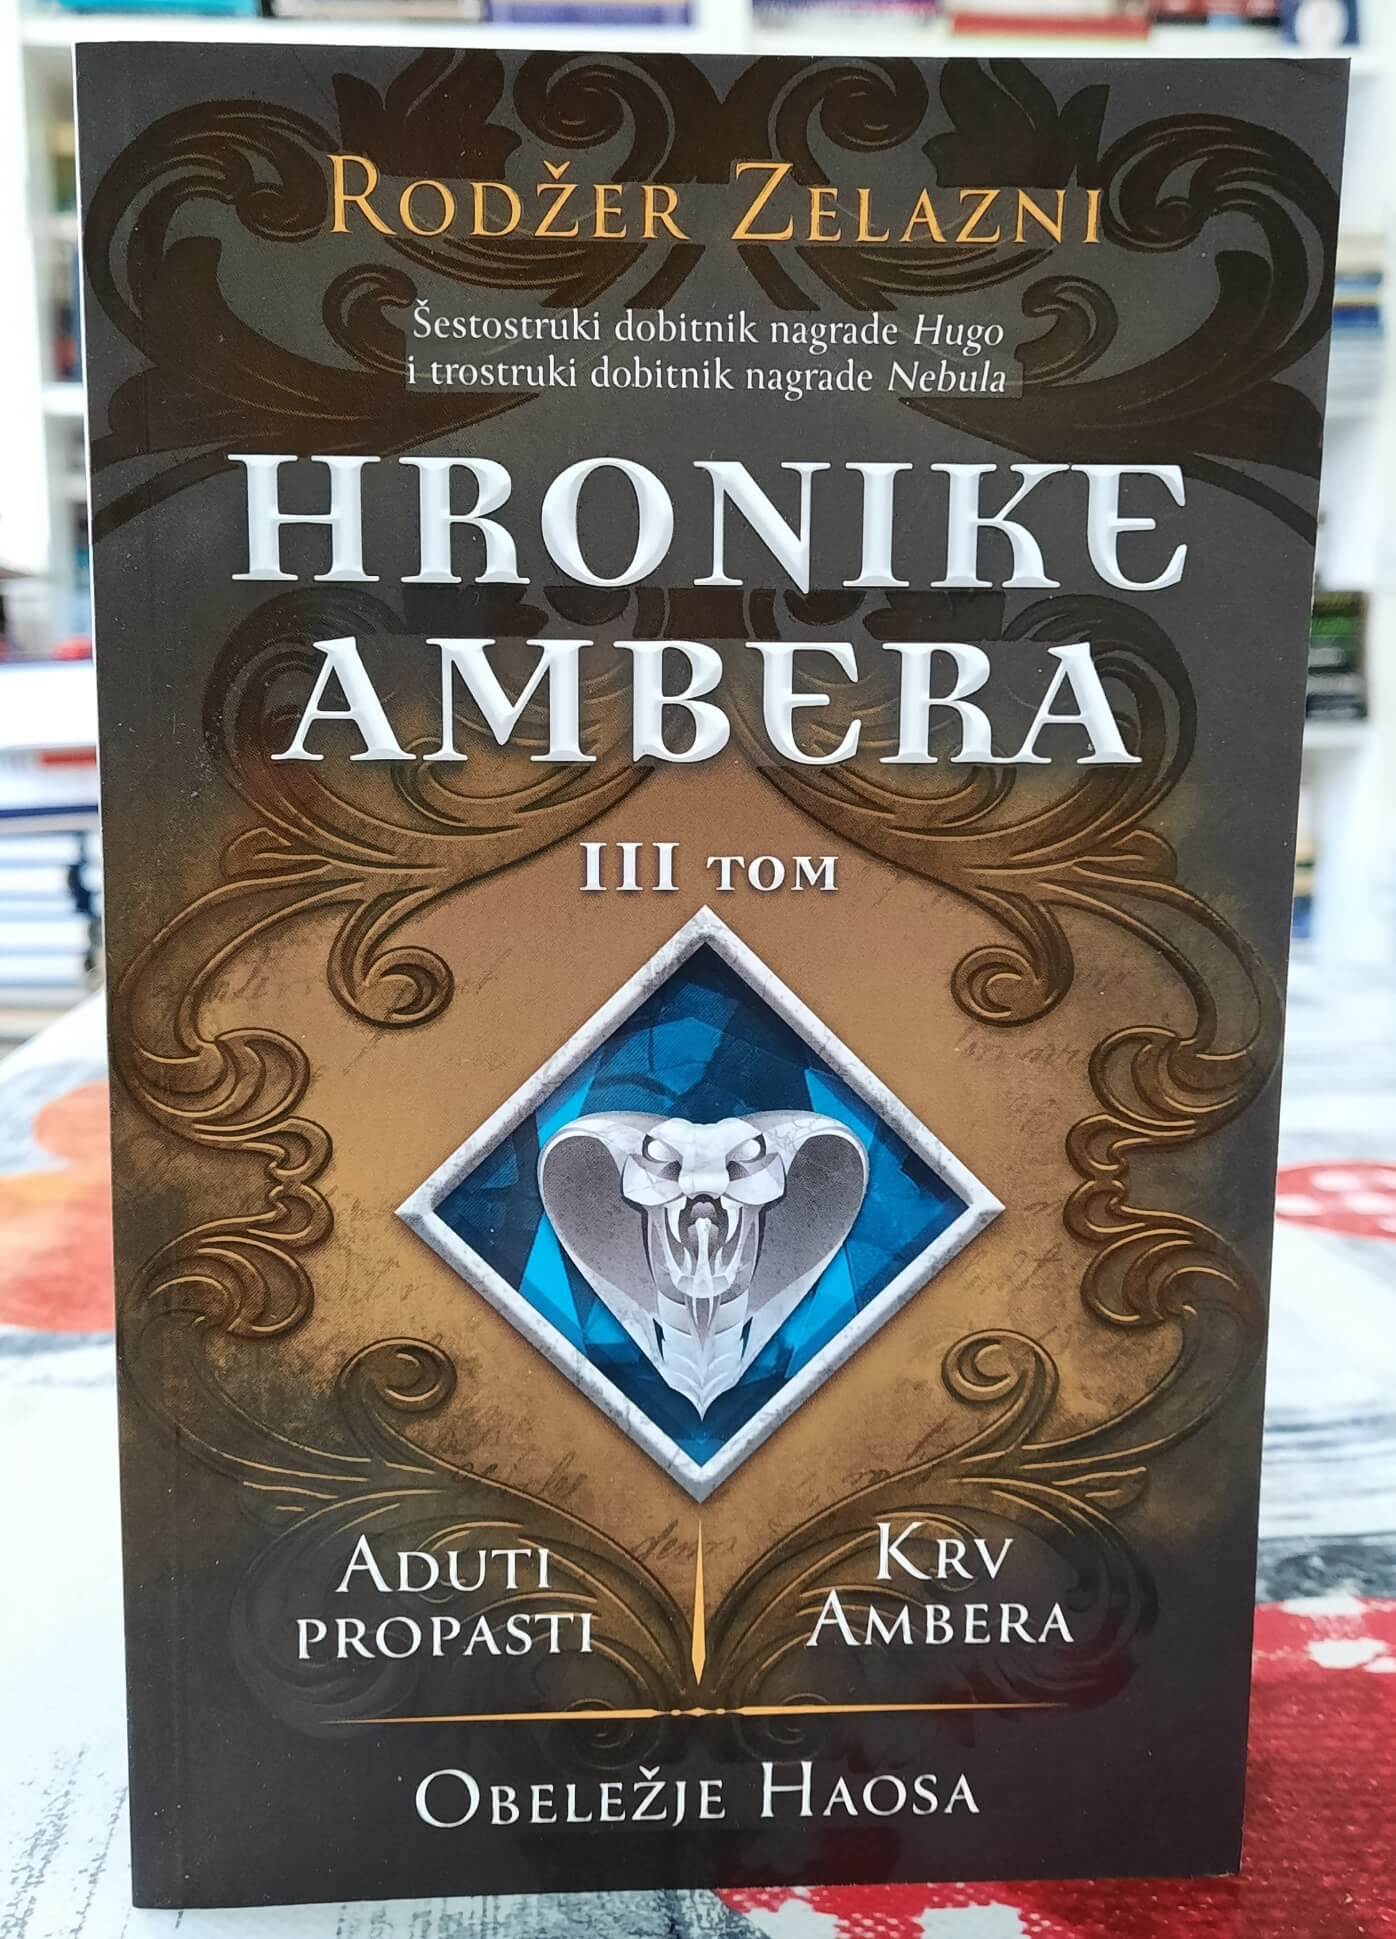 Rodžer Zelazni
Šestostruki dobitnik nagrade Hugo
i trostruki dobitnik nagrade Nebula
HRONIKE
AMBERA
III TOM
Aduti
propasti
Krv
Ambera
Obeležje Haosa